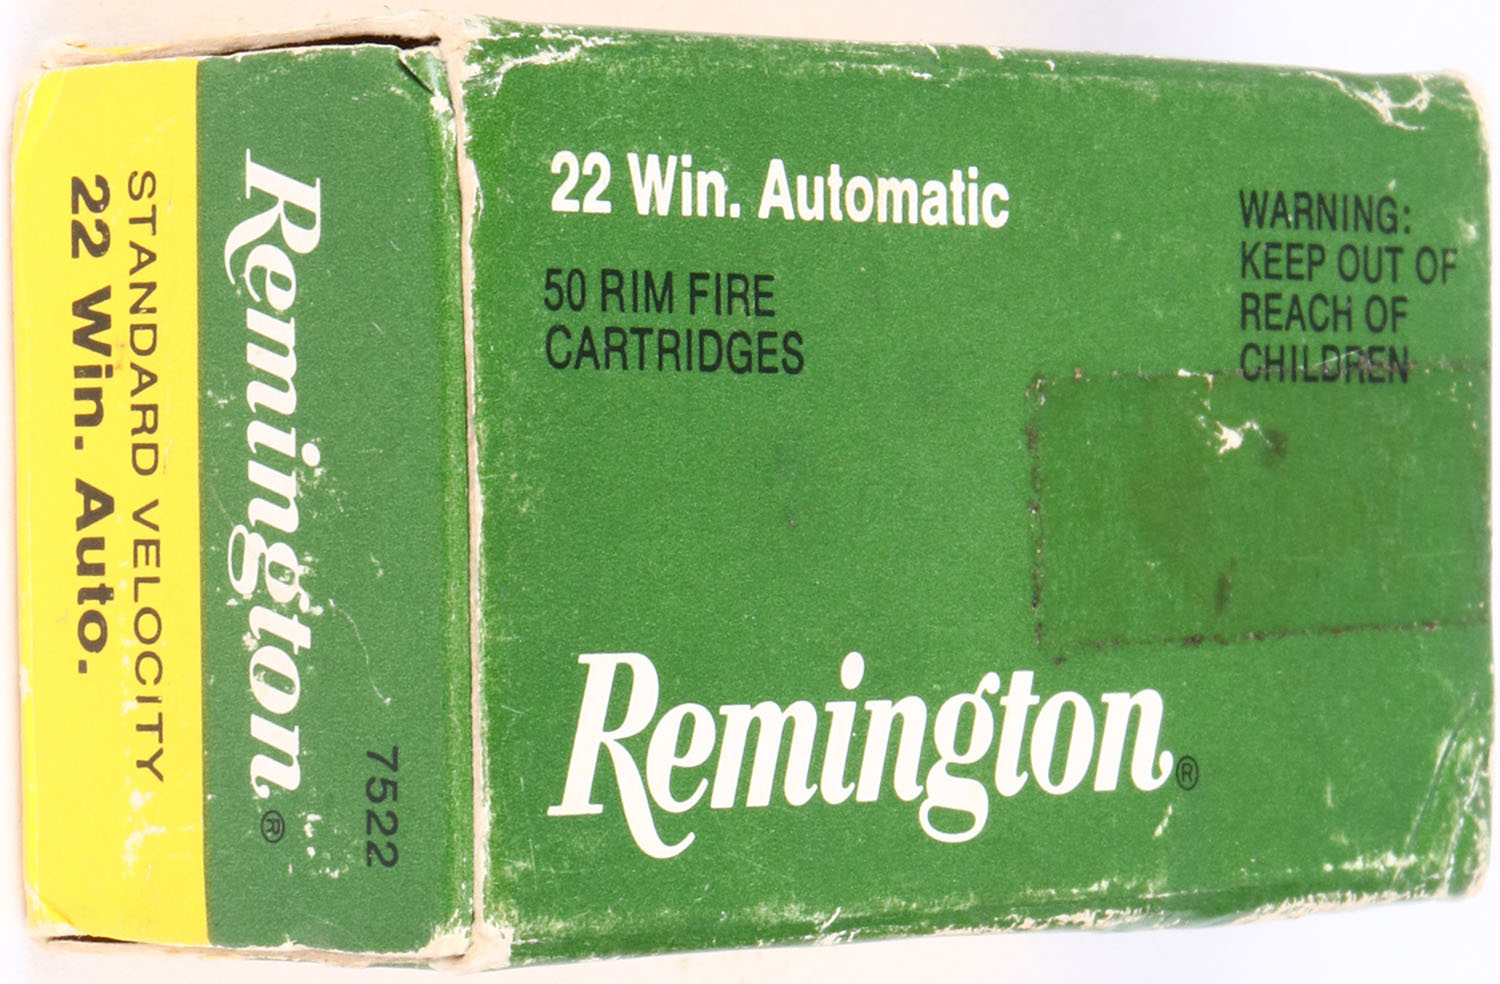 22 Win. Automatic
50 RIM FIRE
CARTRIDGES
WARNING:
KEEP OUT OF
REACH OF
CHILDREN
Remington®
7522
Remington®
STANDARD VELOCITY
22 Win. Auto.